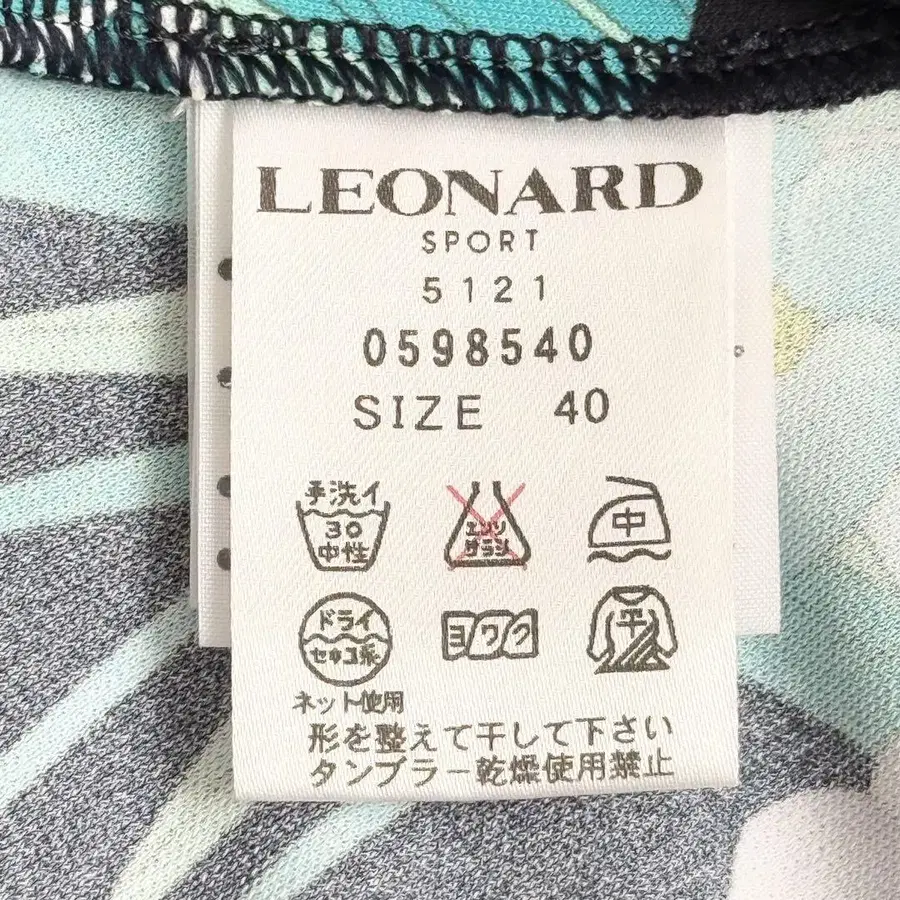 LEONARD
SPORT
5121
0598540
SIZE 40
手洗イ
30
中性
エンソ
サラシ
中
ドライ
セキユ系
ヨワク
平
ネット使用
形を整えて干して下さい
タンブラー乾燥使用禁止